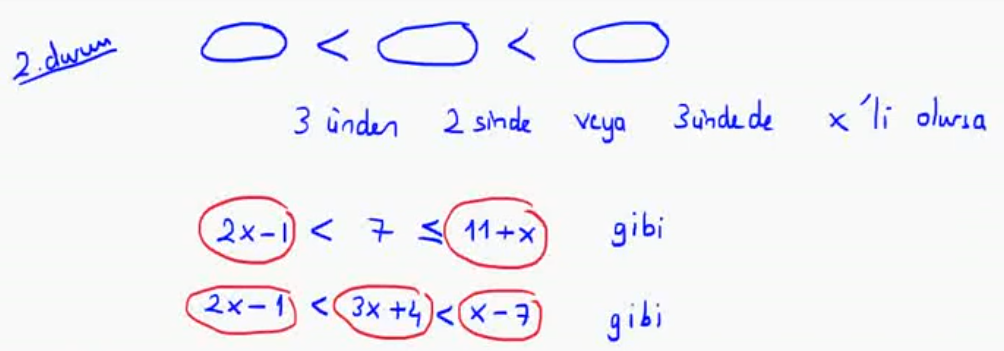 2. durum
< <
3 ünden 2 sinde veya 3ündede x'li olursa
2x-1 < 7 ≤ 11+x gibi
2x-1 < 3x+4 < x-7 gibi